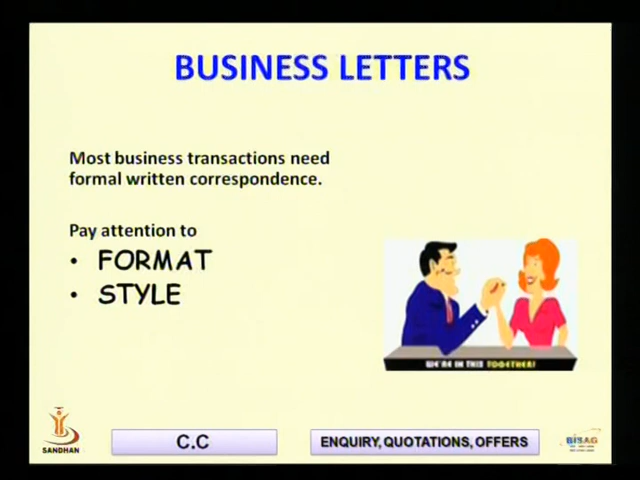 BUSINESS LETTERS
Most business transactions need
formal written correspondence.
Pay attention to
• FORMAT
• STYLE
WE'RE IN THIS TOGETHER!
SANDHAN
C.C
ENQUIRY, QUOTATIONS, OFFERS
BISAG